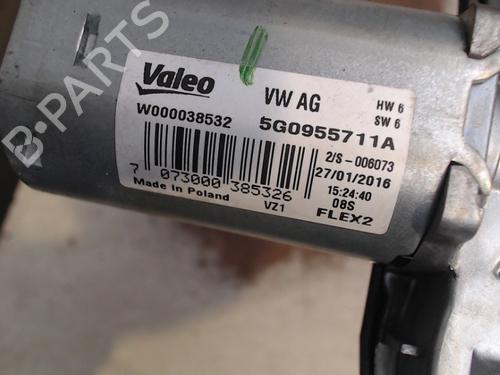 B-PARTS
Valeo
VW AG
HW 6
SW 6
W000038532
5G0955711A
2/S-006073
27/01/2016
15:24:40
08S
FLEX2
7 073000 385326
VZ1
Made in Poland